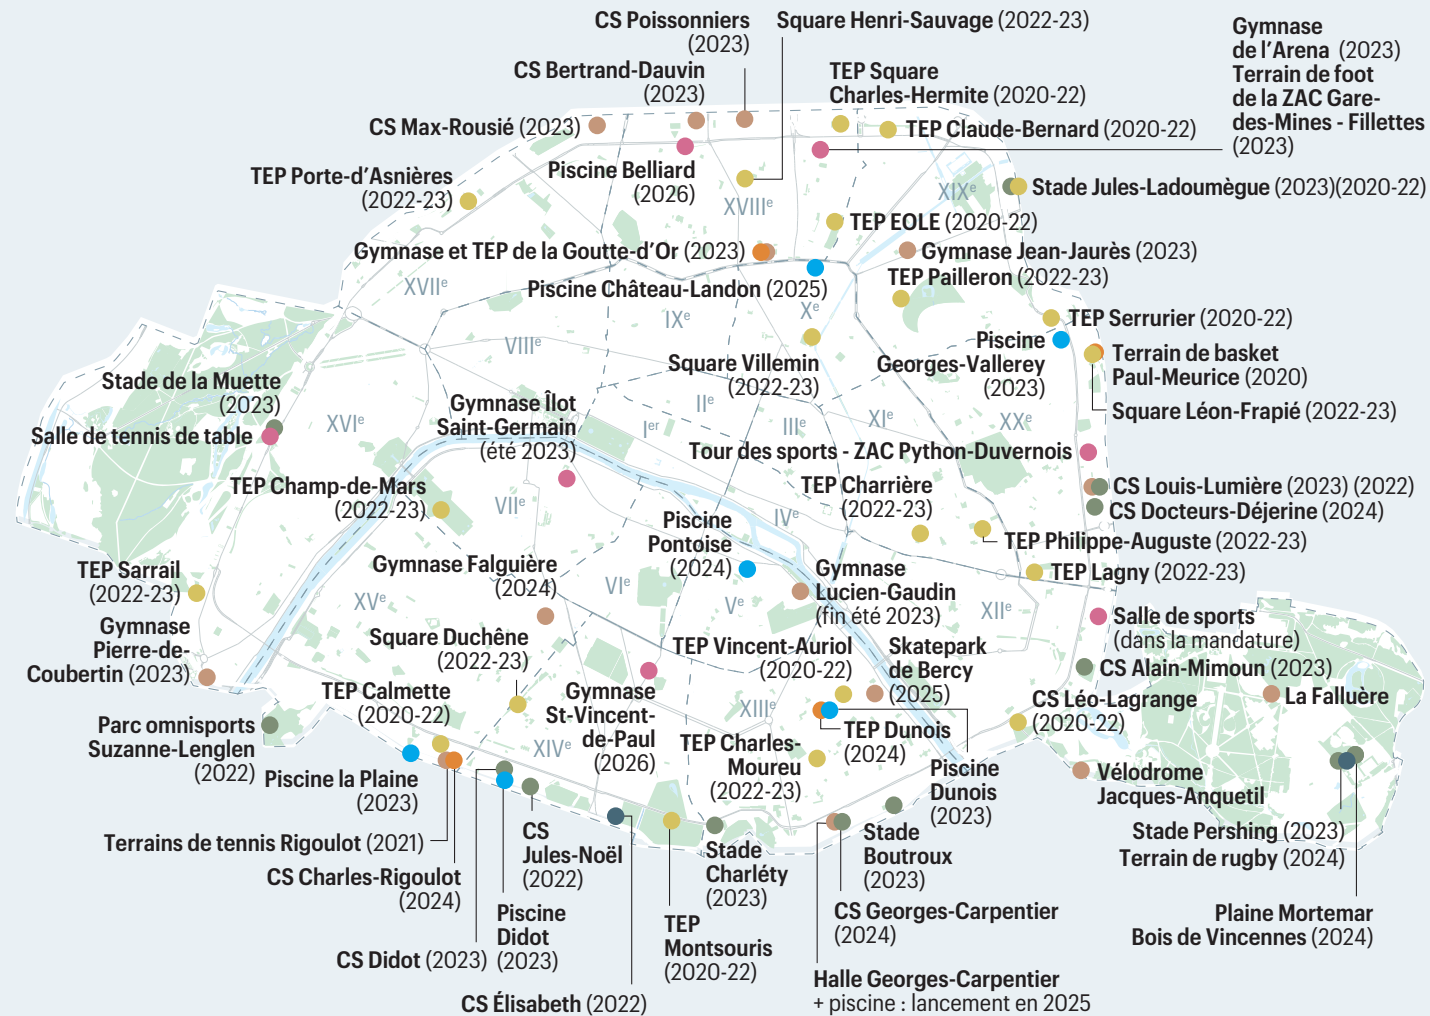 CS Poissonniers
(2023)
Square Henri-Sauvage (2022-23)
Gymnase
de l'Arena (2023)
Terrain de foot
de la ZAC Gare-
des-Mines - Fillettes
(2023)
CS Bertrand-Dauvin
(2023)
TEP Square
Charles-Hermite (2020-22)
CS Max-Rousié (2023)
TEP Claude-Bernard (2020-22)
Piscine Belliard
(2026)
TEP Porte-d'Asnières
(2022-23)
XVIIIe
XIXe
Stade Jules-Ladoumègue (2023)(2020-22)
TEP EOLE (2020-22)
Gymnase et TEP de la Goutte-d'Or (2023)
Gymnase Jean-Jaurès (2023)
TEP Pailleron (2022-23)
XVIIe
Piscine Château-Landon (2025)
IXe
Xe
TEP Serrurier (2020-22)
VIIIe
Piscine
Georges-Vallerey
(2023)
Terrain de basket
Paul-Meurice (2020)
Square Villemin
(2022-23)
Stade de la Muette
(2023)
Gymnase Îlot
Saint-Germain
(été 2023)
IIe
Square Léon-Frapié (2022-23)
XVIe
Ier
IIIe
XIe
XXe
Salle de tennis de table
Tour des sports - ZAC Python-Duvernois
TEP Champ-de-Mars
(2022-23)
TEP Charrière
(2022-23)
CS Louis-Lumière (2023) (2022)
VIIe
CS Docteurs-Déjerine (2024)
Piscine
Pontoise
(2024)
IVe
TEP Philippe-Auguste (2022-23)
TEP Sarrail
(2022-23)
Gymnase Falguière
(2024)
Gymnase
Lucien-Gaudin
(fin été 2023)
TEP Lagny (2022-23)
XVe
VIe
Ve
XIIe
Salle de sports
(dans la mandature)
Gymnase
Pierre-de-
Coubertin (2023)
Square Duchêne
(2022-23)
TEP Vincent-Auriol
(2020-22)
Skatepark
de Bercy
(2025)
CS Alain-Mimoun (2023)
TEP Calmette
(2020-22)
Gymnase
St-Vincent-
de-Paul
(2026)
CS Léo-Lagrange
(2020-22)
La Falluère
XIIIe
Parc omnisports
Suzanne-Lenglen
(2022)
XIVe
TEP Dunois
(2024)
TEP Charles-
Moureu
(2022-23)
Piscine
Dunois
(2023)
Piscine la Plaine
(2023)
Vélodrome
Jacques-Anquetil
Terrains de tennis Rigoulot (2021)
CS
Jules-Noël
(2022)
Stade
Charléty
(2023)
Stade
Boutroux
(2023)
Stade Pershing (2023)
Terrain de rugby (2024)
CS Charles-Rigoulot
(2024)
Piscine
Didot
(2023)
TEP
Montsouris
(2020-22)
CS Georges-Carpentier
(2024)
Plaine Mortemar
Bois de Vincennes (2024)
CS Didot (2023)
CS Élisabeth (2022)
Halle Georges-Carpentier
+ piscine : lancement en 2025